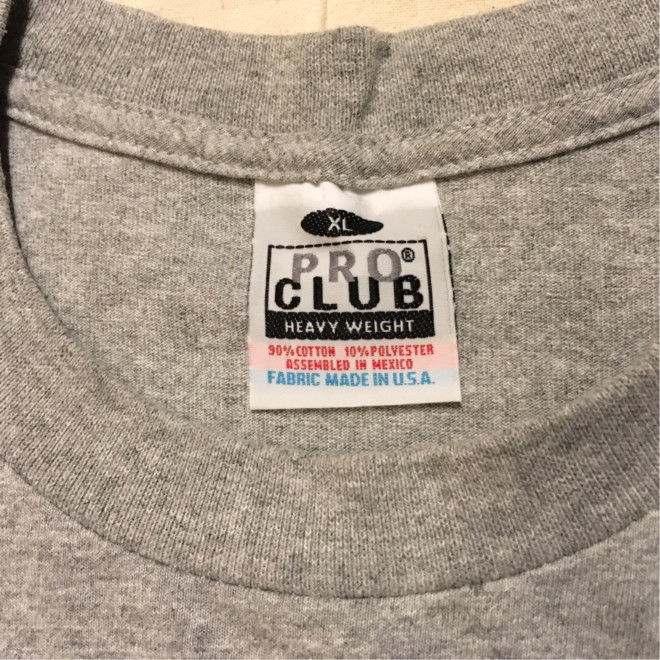 XL
PRO®
CLUB
HEAVY WEIGHT
90% COTTON 10% POLYESTER
ASSEMBLED IN MEXICO
FABRIC MADE IN U.S.A.